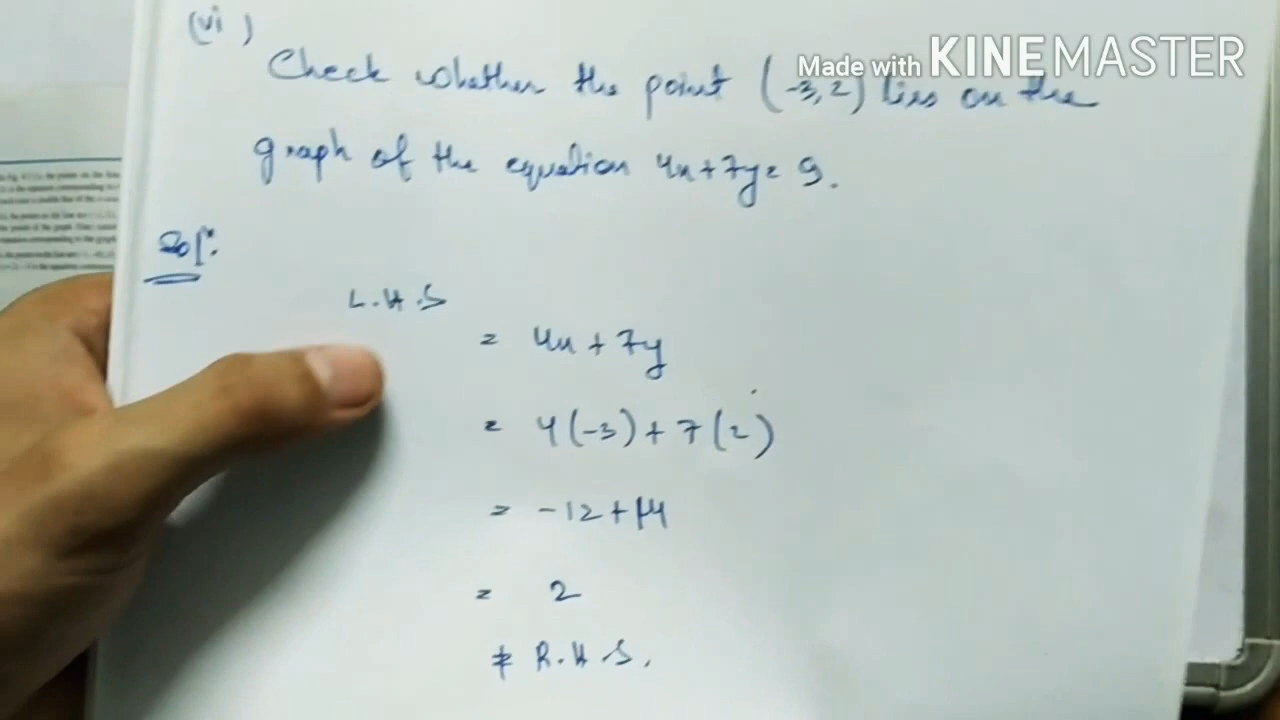 (vi)
Made with KINEMASTER
Check whether the point (-3, 2) lies on the
graph of the equation 4x + 7y = 9.
Solⁿ.
L.H.S
= 4x + 7y
= 4(-3) + 7(2)
= -12 + 14
= 2
≠ R.H.S.